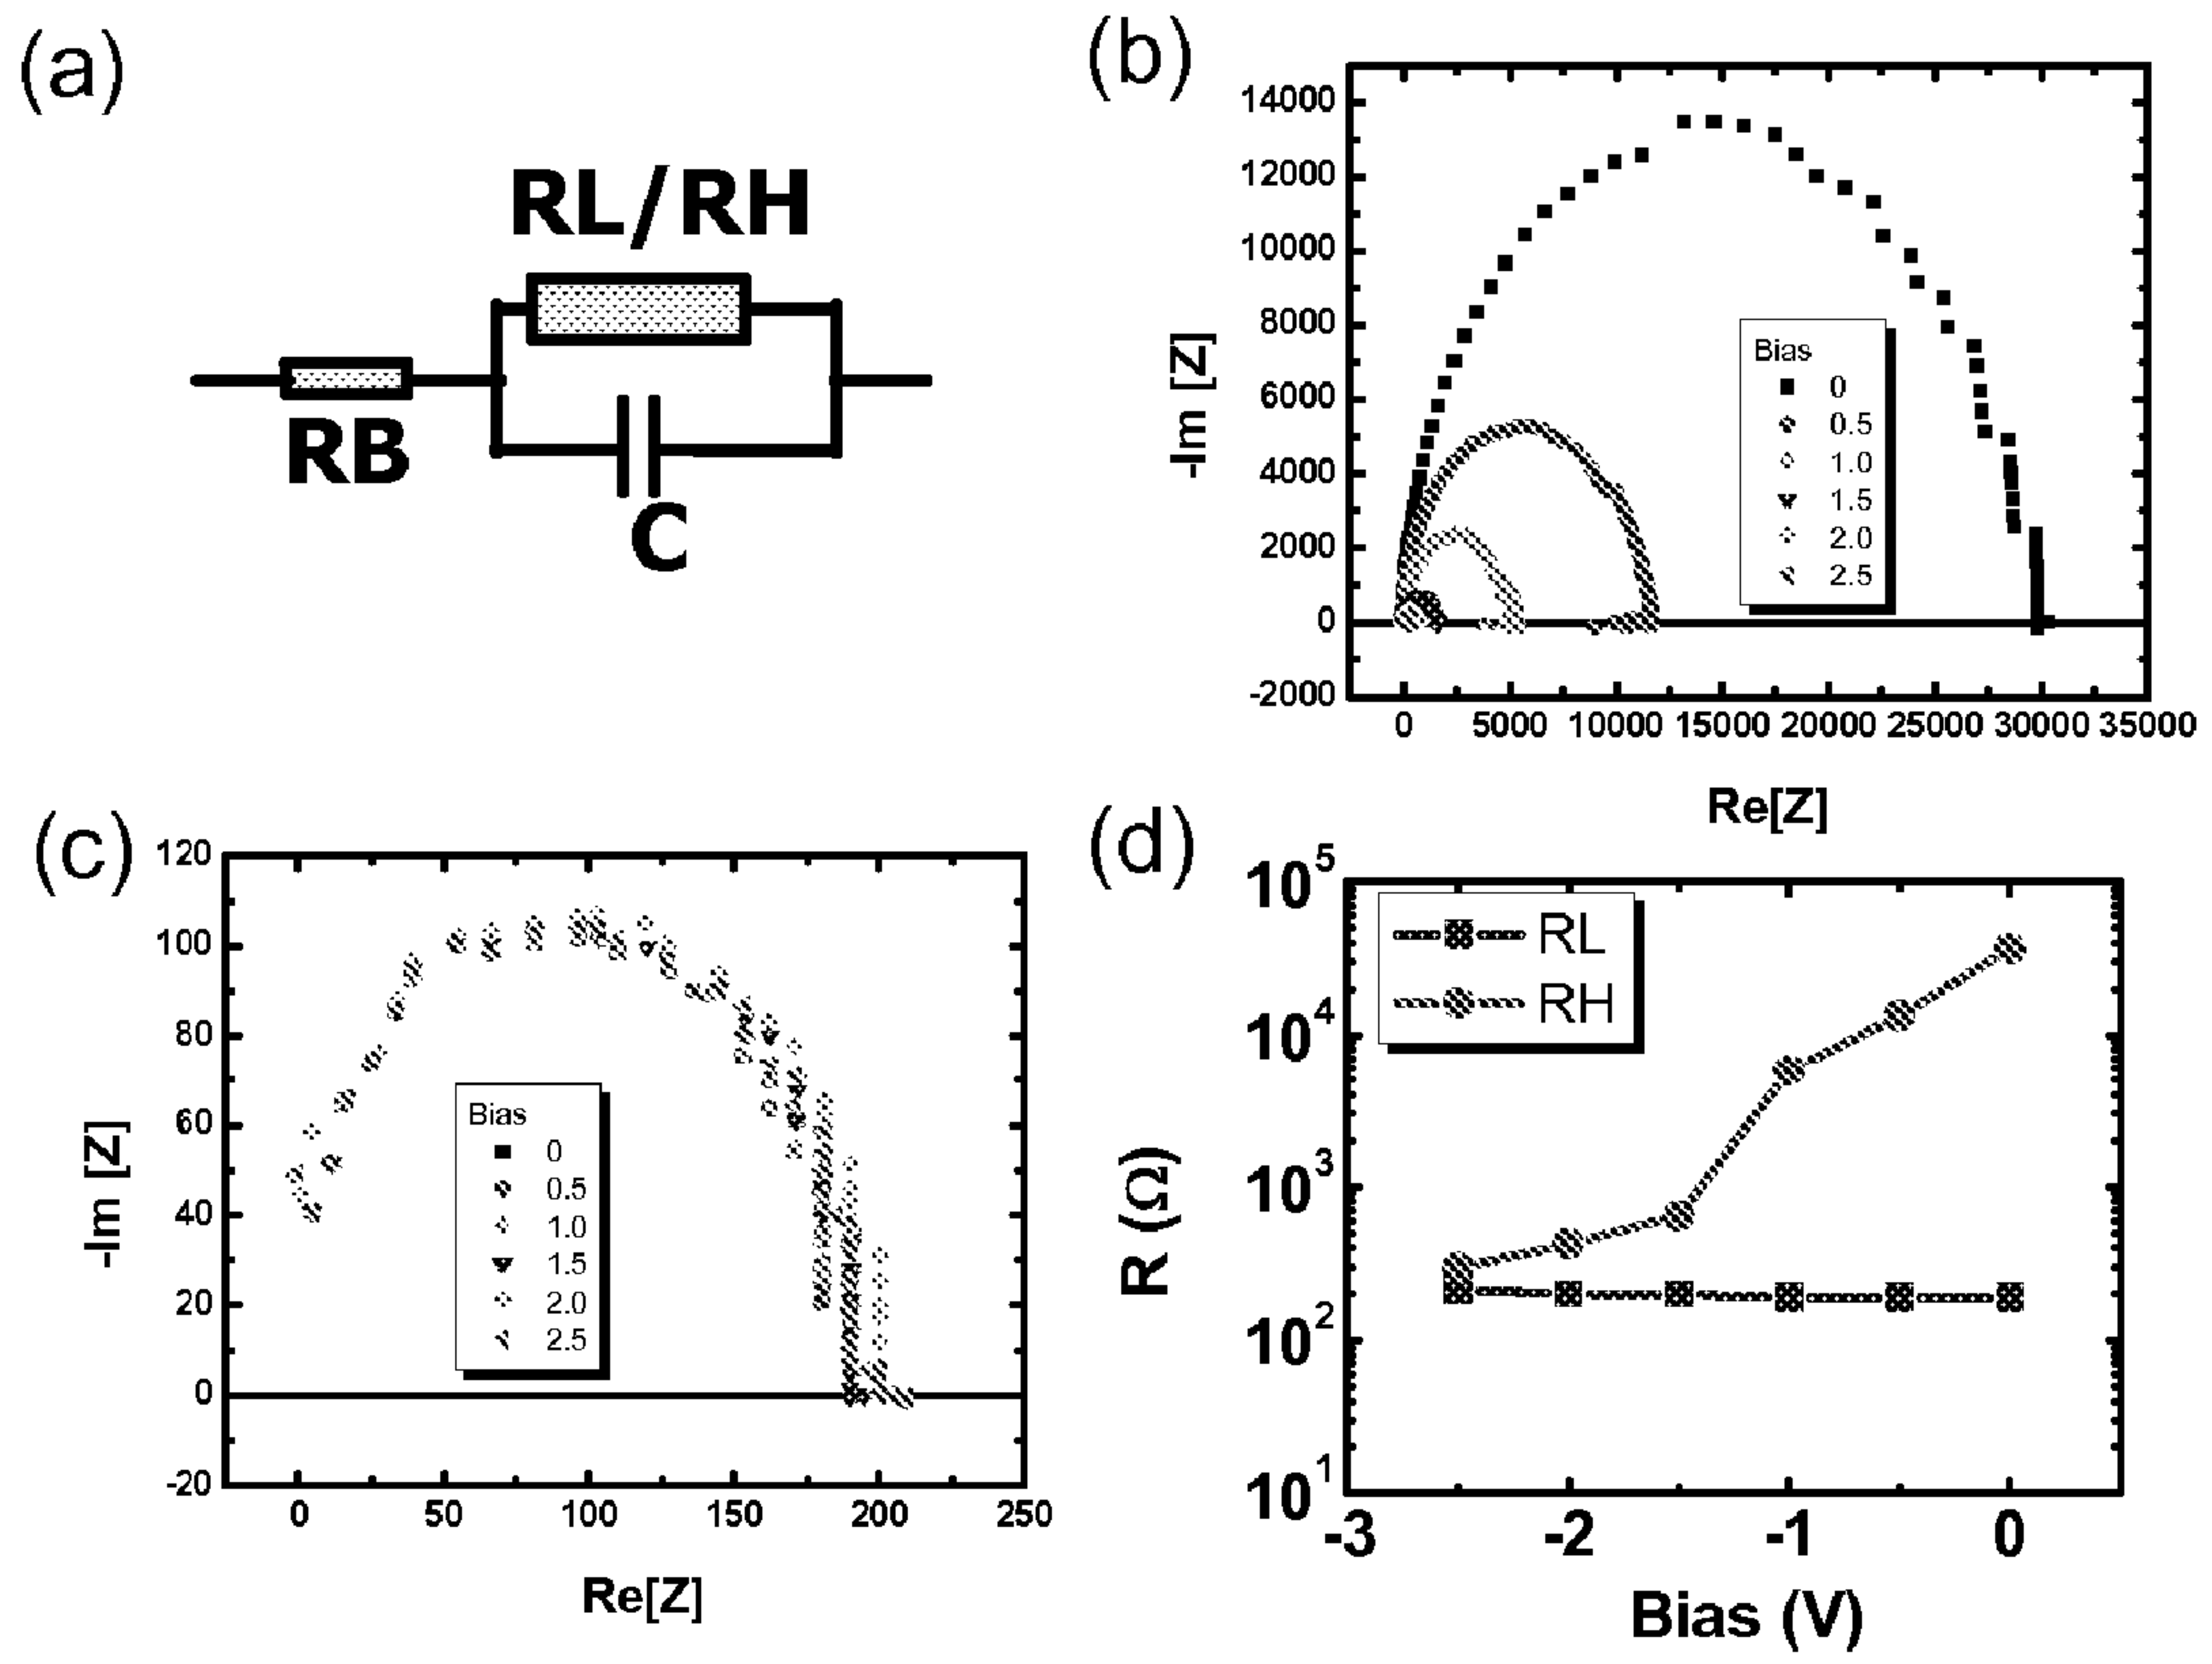 (a)
RL/RH
RB
C
(b)
14000
12000
10000
8000
6000
4000
2000
0
-2000
-Im [Z]
Bias
0
0.5
1.0
1.5
2.0
2.5
0 5000 10000 15000 20000 25000 30000 35000
Re[Z]
(c)
120
100
80
60
40
20
0
-20
-Im [Z]
Bias
0
0.5
1.0
1.5
2.0
2.5
0 50 100 150 200 250
Re[Z]
(d)
10^5
10^4
10^3
10^2
10^1
R (Ω)
RL
RH
-3 -2 -1 0
Bias (V)